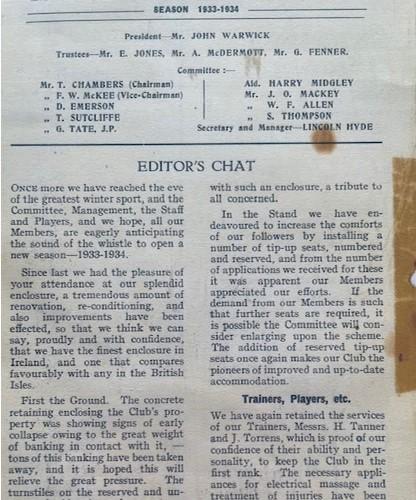 SEASON 1933-1934
President—Mr. JOHN WARWICK
Trustees—Mr. E. JONES, Mr. A. McDERMOTT, Mr. G. FENNER.
Committee :—
Mr. T. CHAMBERS (Chairman)
„ F. W. McKEE (Vice-Chairman)
„ D. EMERSON
„ T. SUTCLIFFE
„ G. TATE, J.P.
Ald. HARRY MIDGLEY
Mr. J. O. MACKEY
„ W. F. ALLEN
„ S. THOMPSON
Secretary and Manager—LINCOLN HYDE
EDITOR'S CHAT
ONCE more we have reached the eve
of the greatest winter sport, and the
Committee, Management, the Staff
and Players, and we hope, all our
Members, are eagerly anticipating
the sound of the whistle to open a
new season—1933-1934.
Since last we had the pleasure of
your attendance at our splendid
enclosure, a tremendous amount of
renovation, re-conditioning, and
also improvements have been
effected, so that we think we can
say, proudly and with confidence,
that we have the finest enclosure in
Ireland, and one that compares
favourably with any in the British
Isles.
First the Ground. The concrete
retaining enclosing the Club's pro-
perty was showing signs of early
collapse owing to the great weight
of banking in contact with it, —
tons of this banking have been taken
away, and it is hoped this will
relieve the great pressure. The
turnstiles on the reserved and un-
with such an enclosure, a tribute to
all concerned.
In the Stand we have en-
deavoured to increase the comforts
of our followers by installing a
number of tip-up seats, numbered
and reserved, and from the number
of applications we received for these
it was apparent our Members
appreciated our efforts. If the
demand from our Members is such
that further seats are required, it
is possible the Committee will con-
sider enlarging upon the scheme.
The addition of reserved tip-up
seats once again makes our Club the
pioneers of improved and up-to-date
accommodation.
Trainers, Players, etc.
We have again retained the services
of our Trainers, Messrs. H. Tanner
and J. Torrens, which is proof of our
confidence of their ability and per-
sonality, to keep the Club in the
first rank. The necessary appli-
ances for electrical massage and
treatment of injuries have been